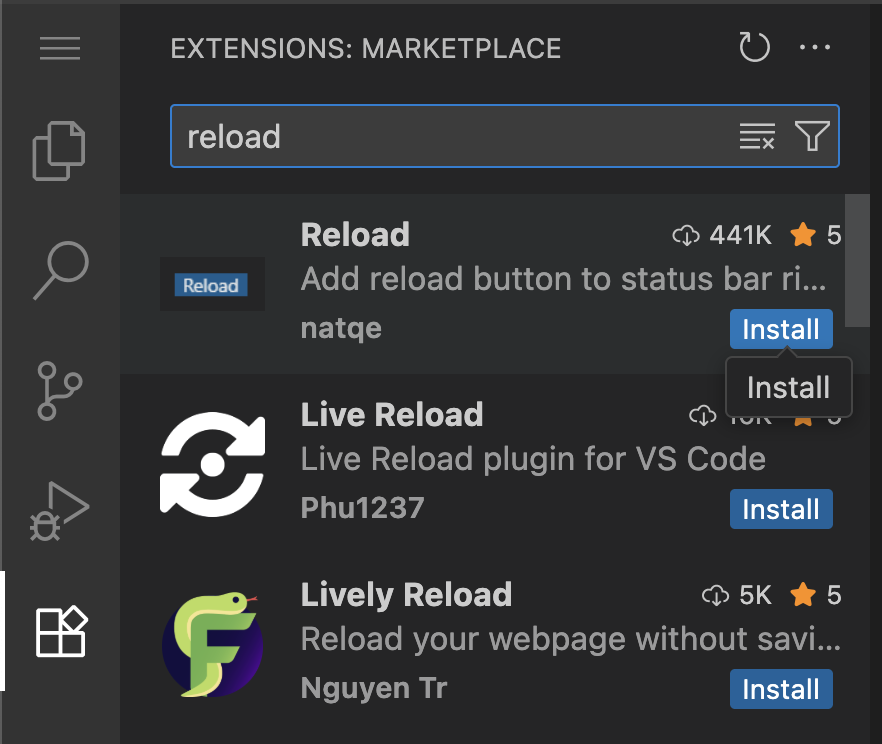 EXTENSIONS: MARKETPLACE
reload
Reload
441K
5
Add reload button to status bar ri...
Reload
natqe
Install
Install
Live Reload
Live Reload plugin for VS Code
Phu1237
Install
Lively Reload
5K
5
Reload your webpage without savi...
Nguyen Tr
Install